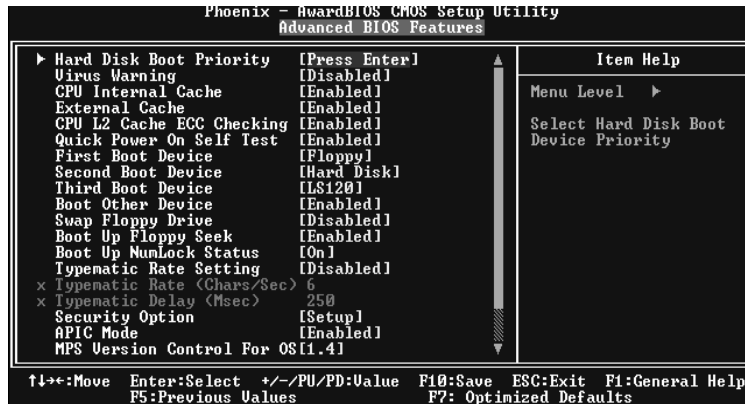 Phoenix - AwardBIOS CMOS Setup Utility
Advanced BIOS Features
Hard Disk Boot Priority [Press Enter]
Virus Warning [Disabled]
CPU Internal Cache [Enabled]
External Cache [Enabled]
CPU L2 Cache ECC Checking [Enabled]
Quick Power On Self Test [Enabled]
First Boot Device [Floppy]
Second Boot Device [Hard Disk]
Third Boot Device [LS120]
Boot Other Device [Enabled]
Swap Floppy Drive [Disabled]
Boot Up Floppy Seek [Enabled]
Boot Up NumLock Status [On]
Typematic Rate Setting [Disabled]
x Typematic Rate (Chars/Sec) 6
x Typematic Delay (Msec) 250
Security Option [Setup]
APIC Mode [Enabled]
MPS Version Control For OS[1.4]
Item Help
Menu Level
Select Hard Disk Boot
Device Priority
↑↓→←:Move Enter:Select +/-/PU/PD:Value F10:Save ESC:Exit F1:General Help
F5:Previous Values F7: Optimized Defaults